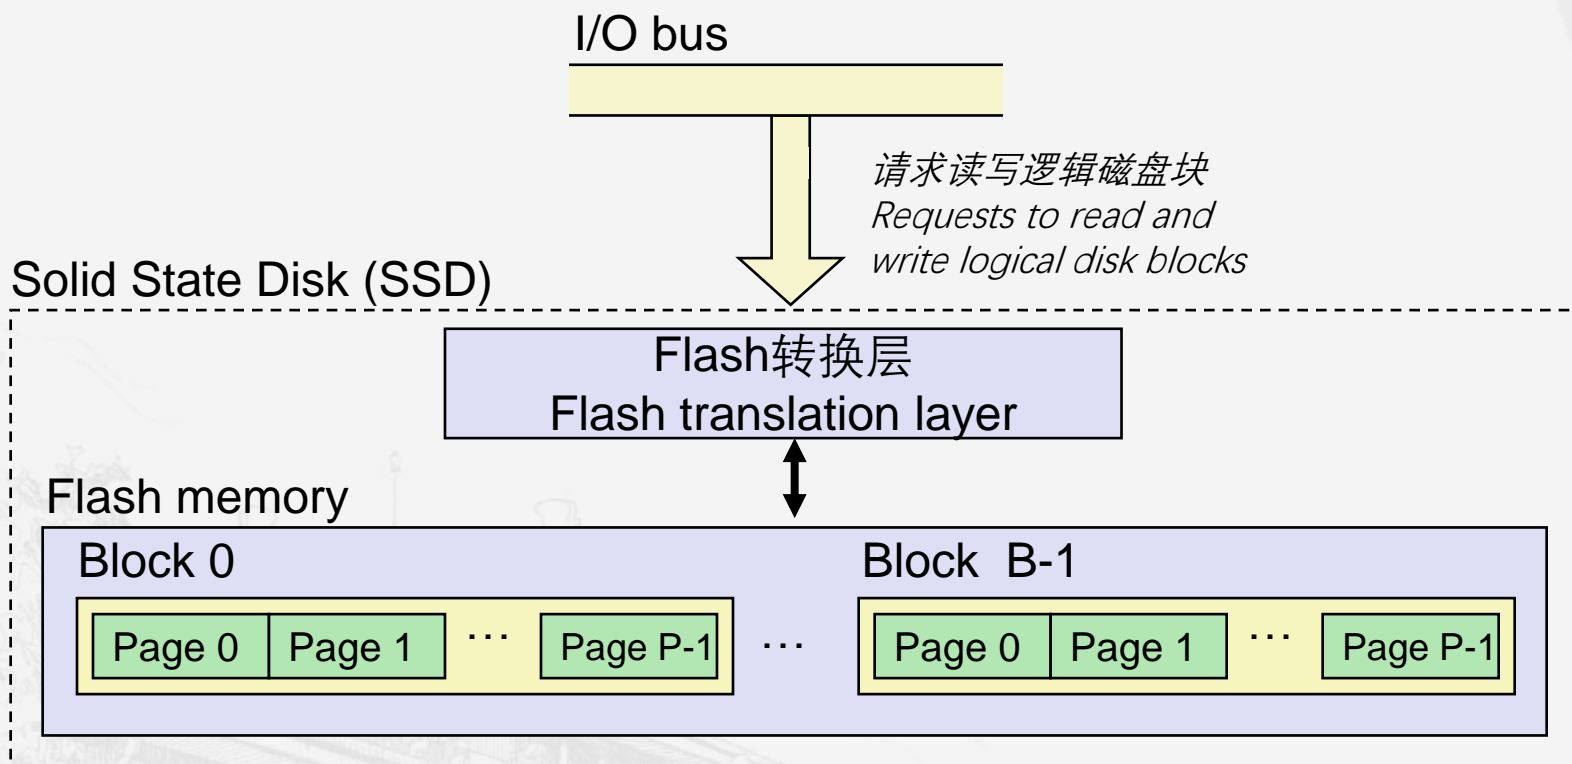 I/O bus
请求读写逻辑磁盘块
Requests to read and
write logical disk blocks
Solid State Disk (SSD)
Flash转换层
Flash translation layer
Flash memory
Block 0
Block B-1
Page 0 Page 1 … Page P-1 … Page 0 Page 1 … Page P-1